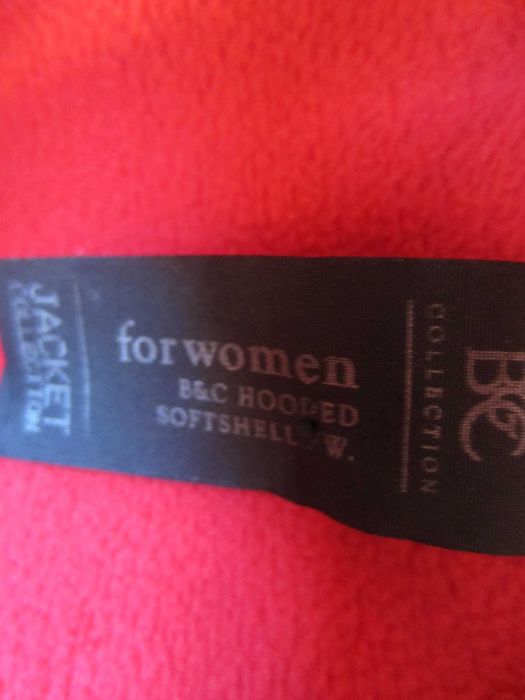 JACKET
COLLECTION
for women
B&C HOODED
SOFTSHELL / W.
COLLECTION
B&C